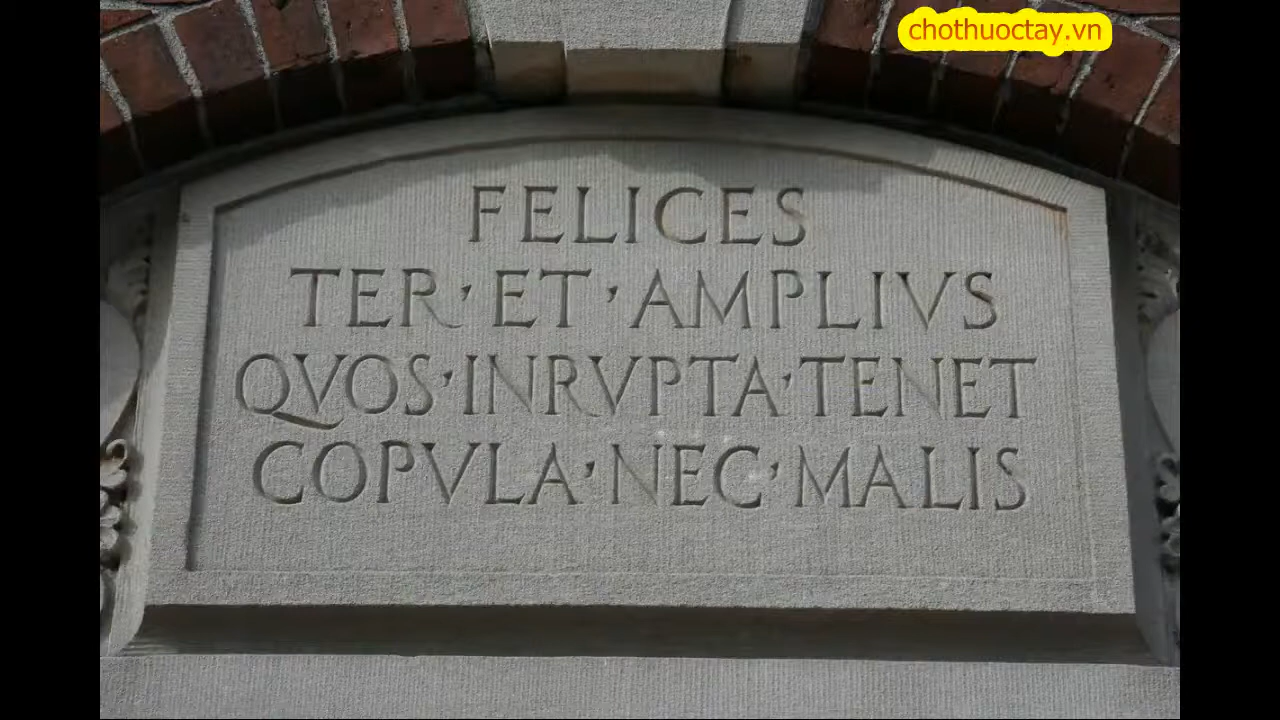 chothuoctay.vn
FELICES
TER ET AMPLIVS
QVOS INRVPTA TENET
COPVLA NEC MALIS